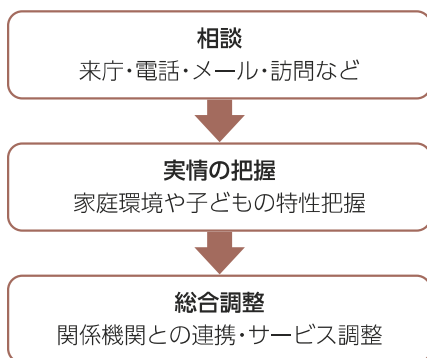 相談
来庁・電話・メール・訪問など
実情の把握
家庭環境や子どもの特性把握
総合調整
関係機関との連携・サービス調整